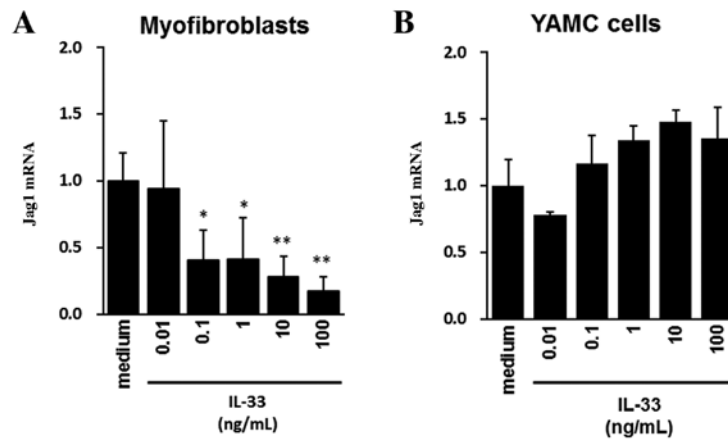 A
Myofibroblasts
Jag1 mRNA
2.0
1.5
1.0
0.5
0.0
*
*
**
**
medium
0.01
0.1
1
10
100
IL-33
(ng/mL)
B
YAMC cells
Jag1 mRNA
2.0
1.5
1.0
0.5
0.0
medium
0.01
0.1
1
10
100
IL-33
(ng/mL)